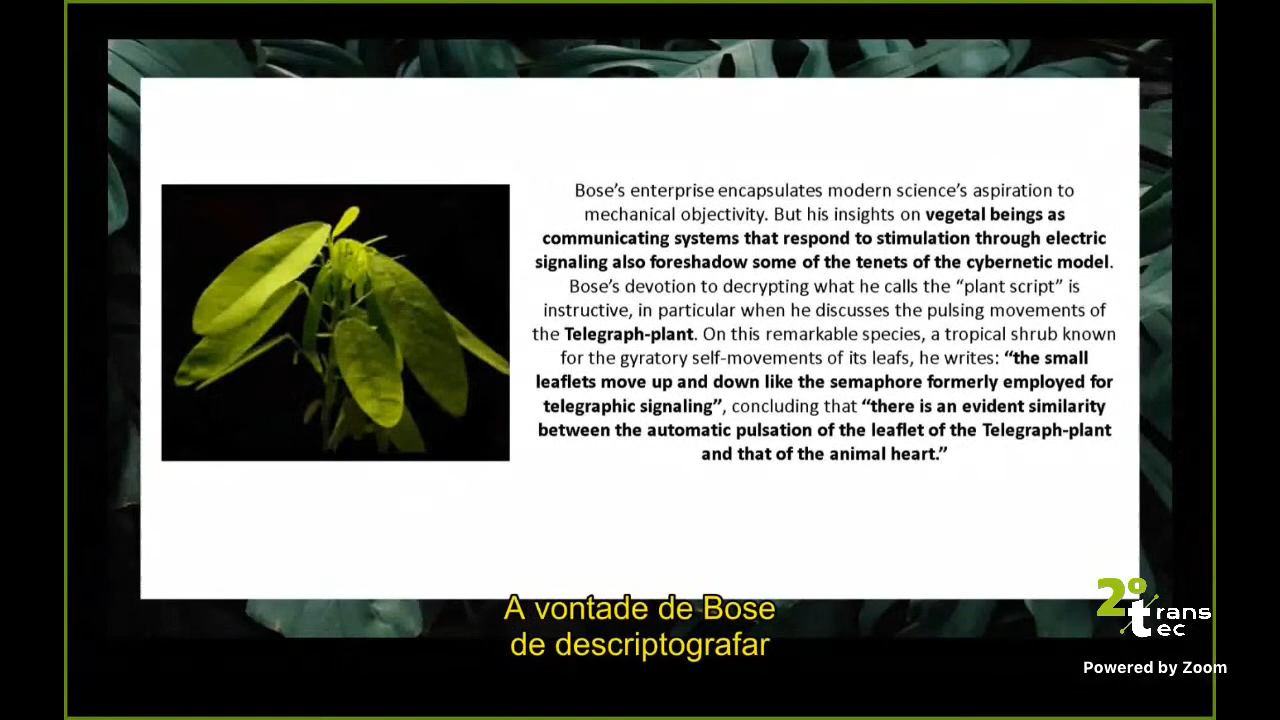 Bose’s enterprise encapsulates modern science’s aspiration to
mechanical objectivity. But his insights on vegetal beings as
communicating systems that respond to stimulation through electric
signaling also foreshadow some of the tenets of the cybernetic model.
Bose’s devotion to decrypting what he calls the “plant script” is
instructive, in particular when he discusses the pulsing movements of
the Telegraph-plant. On this remarkable species, a tropical shrub known
for the gyratory self-movements of its leafs, he writes: “the small
leaflets move up and down like the semaphore formerly employed for
telegraphic signaling”, concluding that “there is an evident similarity
between the automatic pulsation of the leaflet of the Telegraph-plant
and that of the animal heart.”
A vontade de Bose
de descriptografar
2º trans
tec
Powered by Zoom